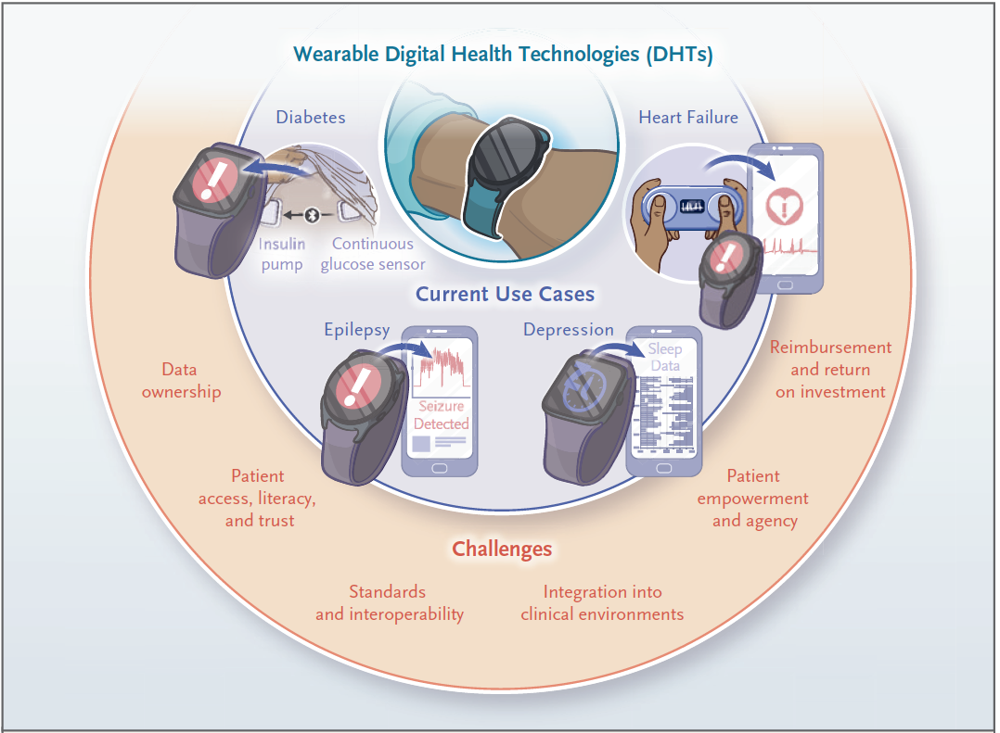 Wearable Digital Health Technologies (DHTs)
Diabetes
Heart Failure
Insulin
pump
Continuous
glucose sensor
Current Use Cases
Epilepsy
Seizure
Detected
Depression
Sleep
Data
Data
ownership
Reimbursement
and return
on investment
Patient
access, literacy,
and trust
Patient
empowerment
and agency
Challenges
Standards
and interoperability
Integration into
clinical environments